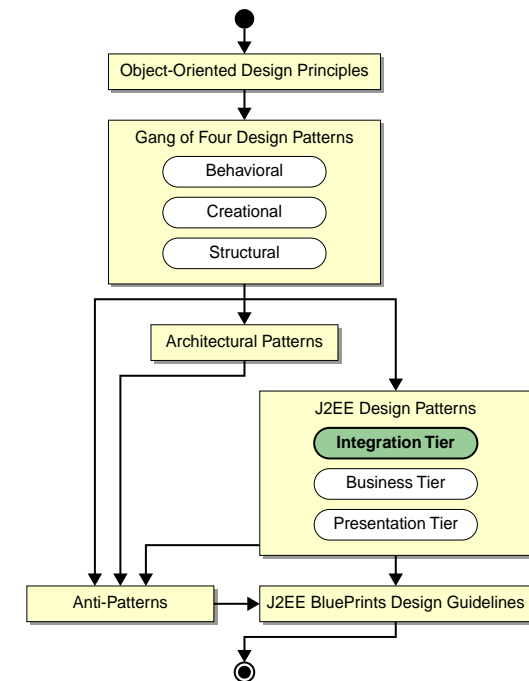 Object-Oriented Design Principles
Gang of Four Design Patterns
Behavioral
Creational
Structural
Architectural Patterns
J2EE Design Patterns
Integration Tier
Business Tier
Presentation Tier
Anti-Patterns
J2EE BluePrints Design Guidelines